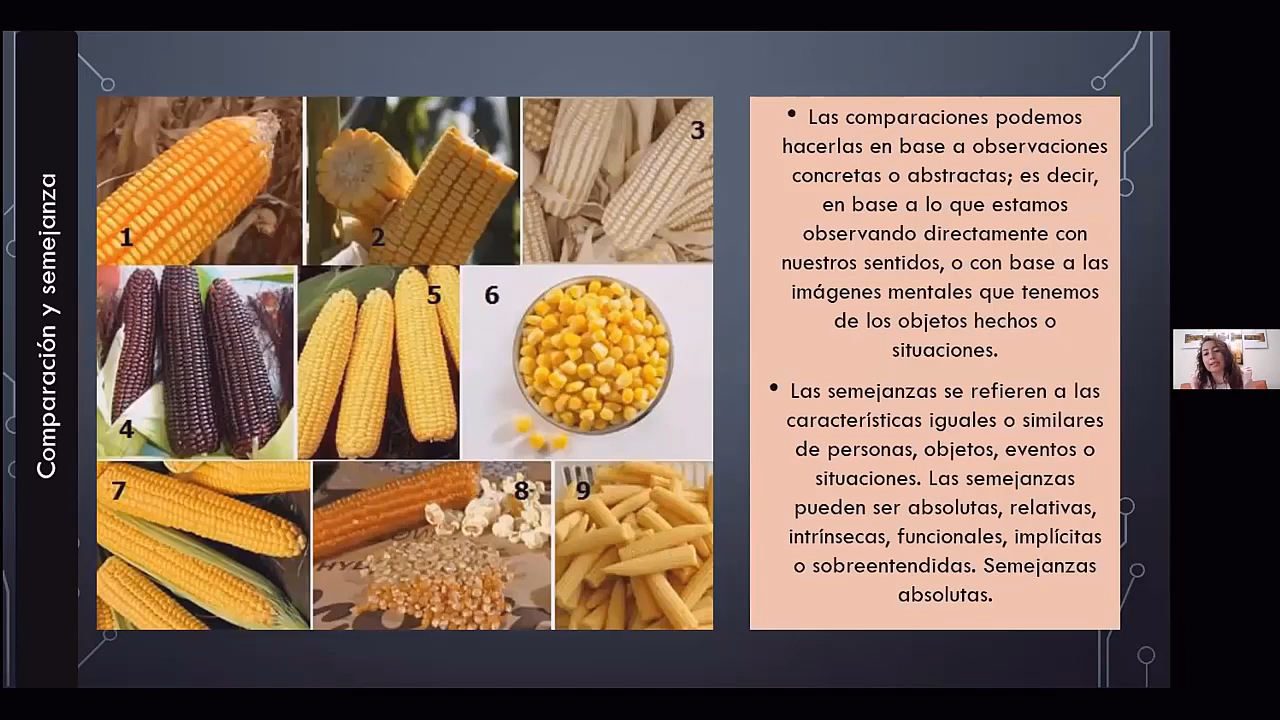 Comparación y semejanza
1
2
3
4
5
6
7
8
9
• Las comparaciones podemos
hacerlas en base a observaciones
concretas o abstractas; es decir,
en base a lo que estamos
observando directamente con
nuestros sentidos, o con base a las
imágenes mentales que tenemos
de los objetos hechos o
situaciones.
• Las semejanzas se refieren a las
características iguales o similares
de personas, objetos, eventos o
situaciones. Las semejanzas
pueden ser absolutas, relativas,
intrínsecas, funcionales, implícitas
o sobreentendidas. Semejanzas
absolutas.